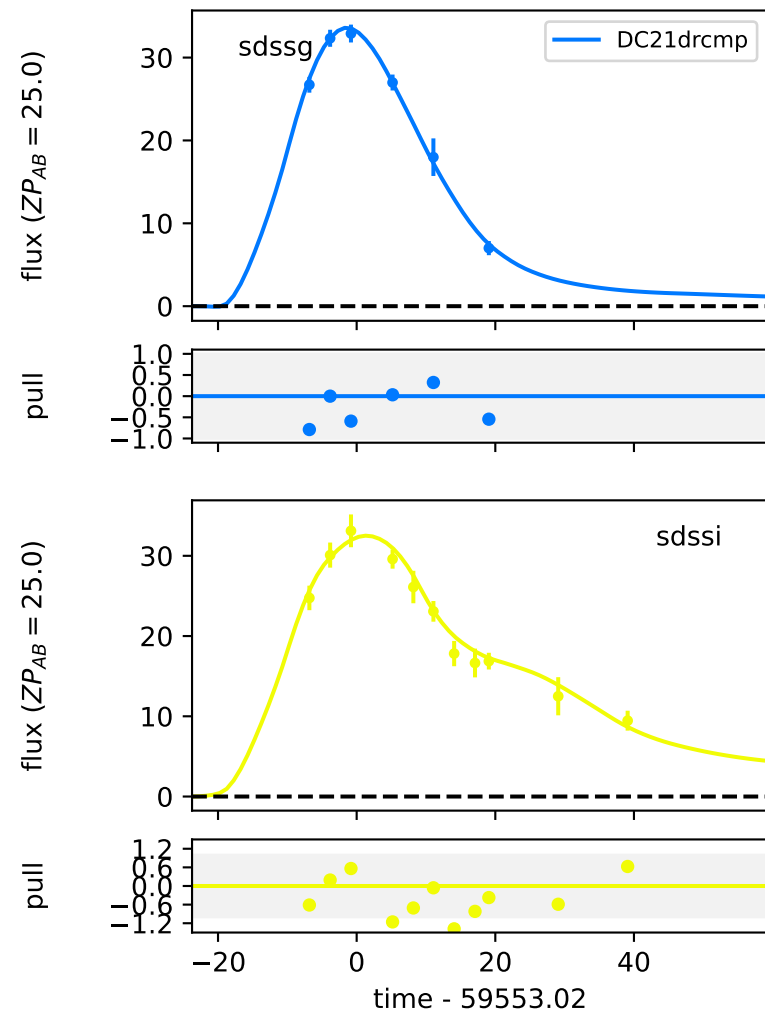 sdssg
DC21drcmp
flux (ZP_AB = 25.0)
30
20
10
0
pull
1.0
0.5
0.0
−0.5
−1.0
sdssi
flux (ZP_AB = 25.0)
30
20
10
0
pull
1.2
0.6
0.0
−0.6
−1.2
−20 0 20 40
time - 59553.02